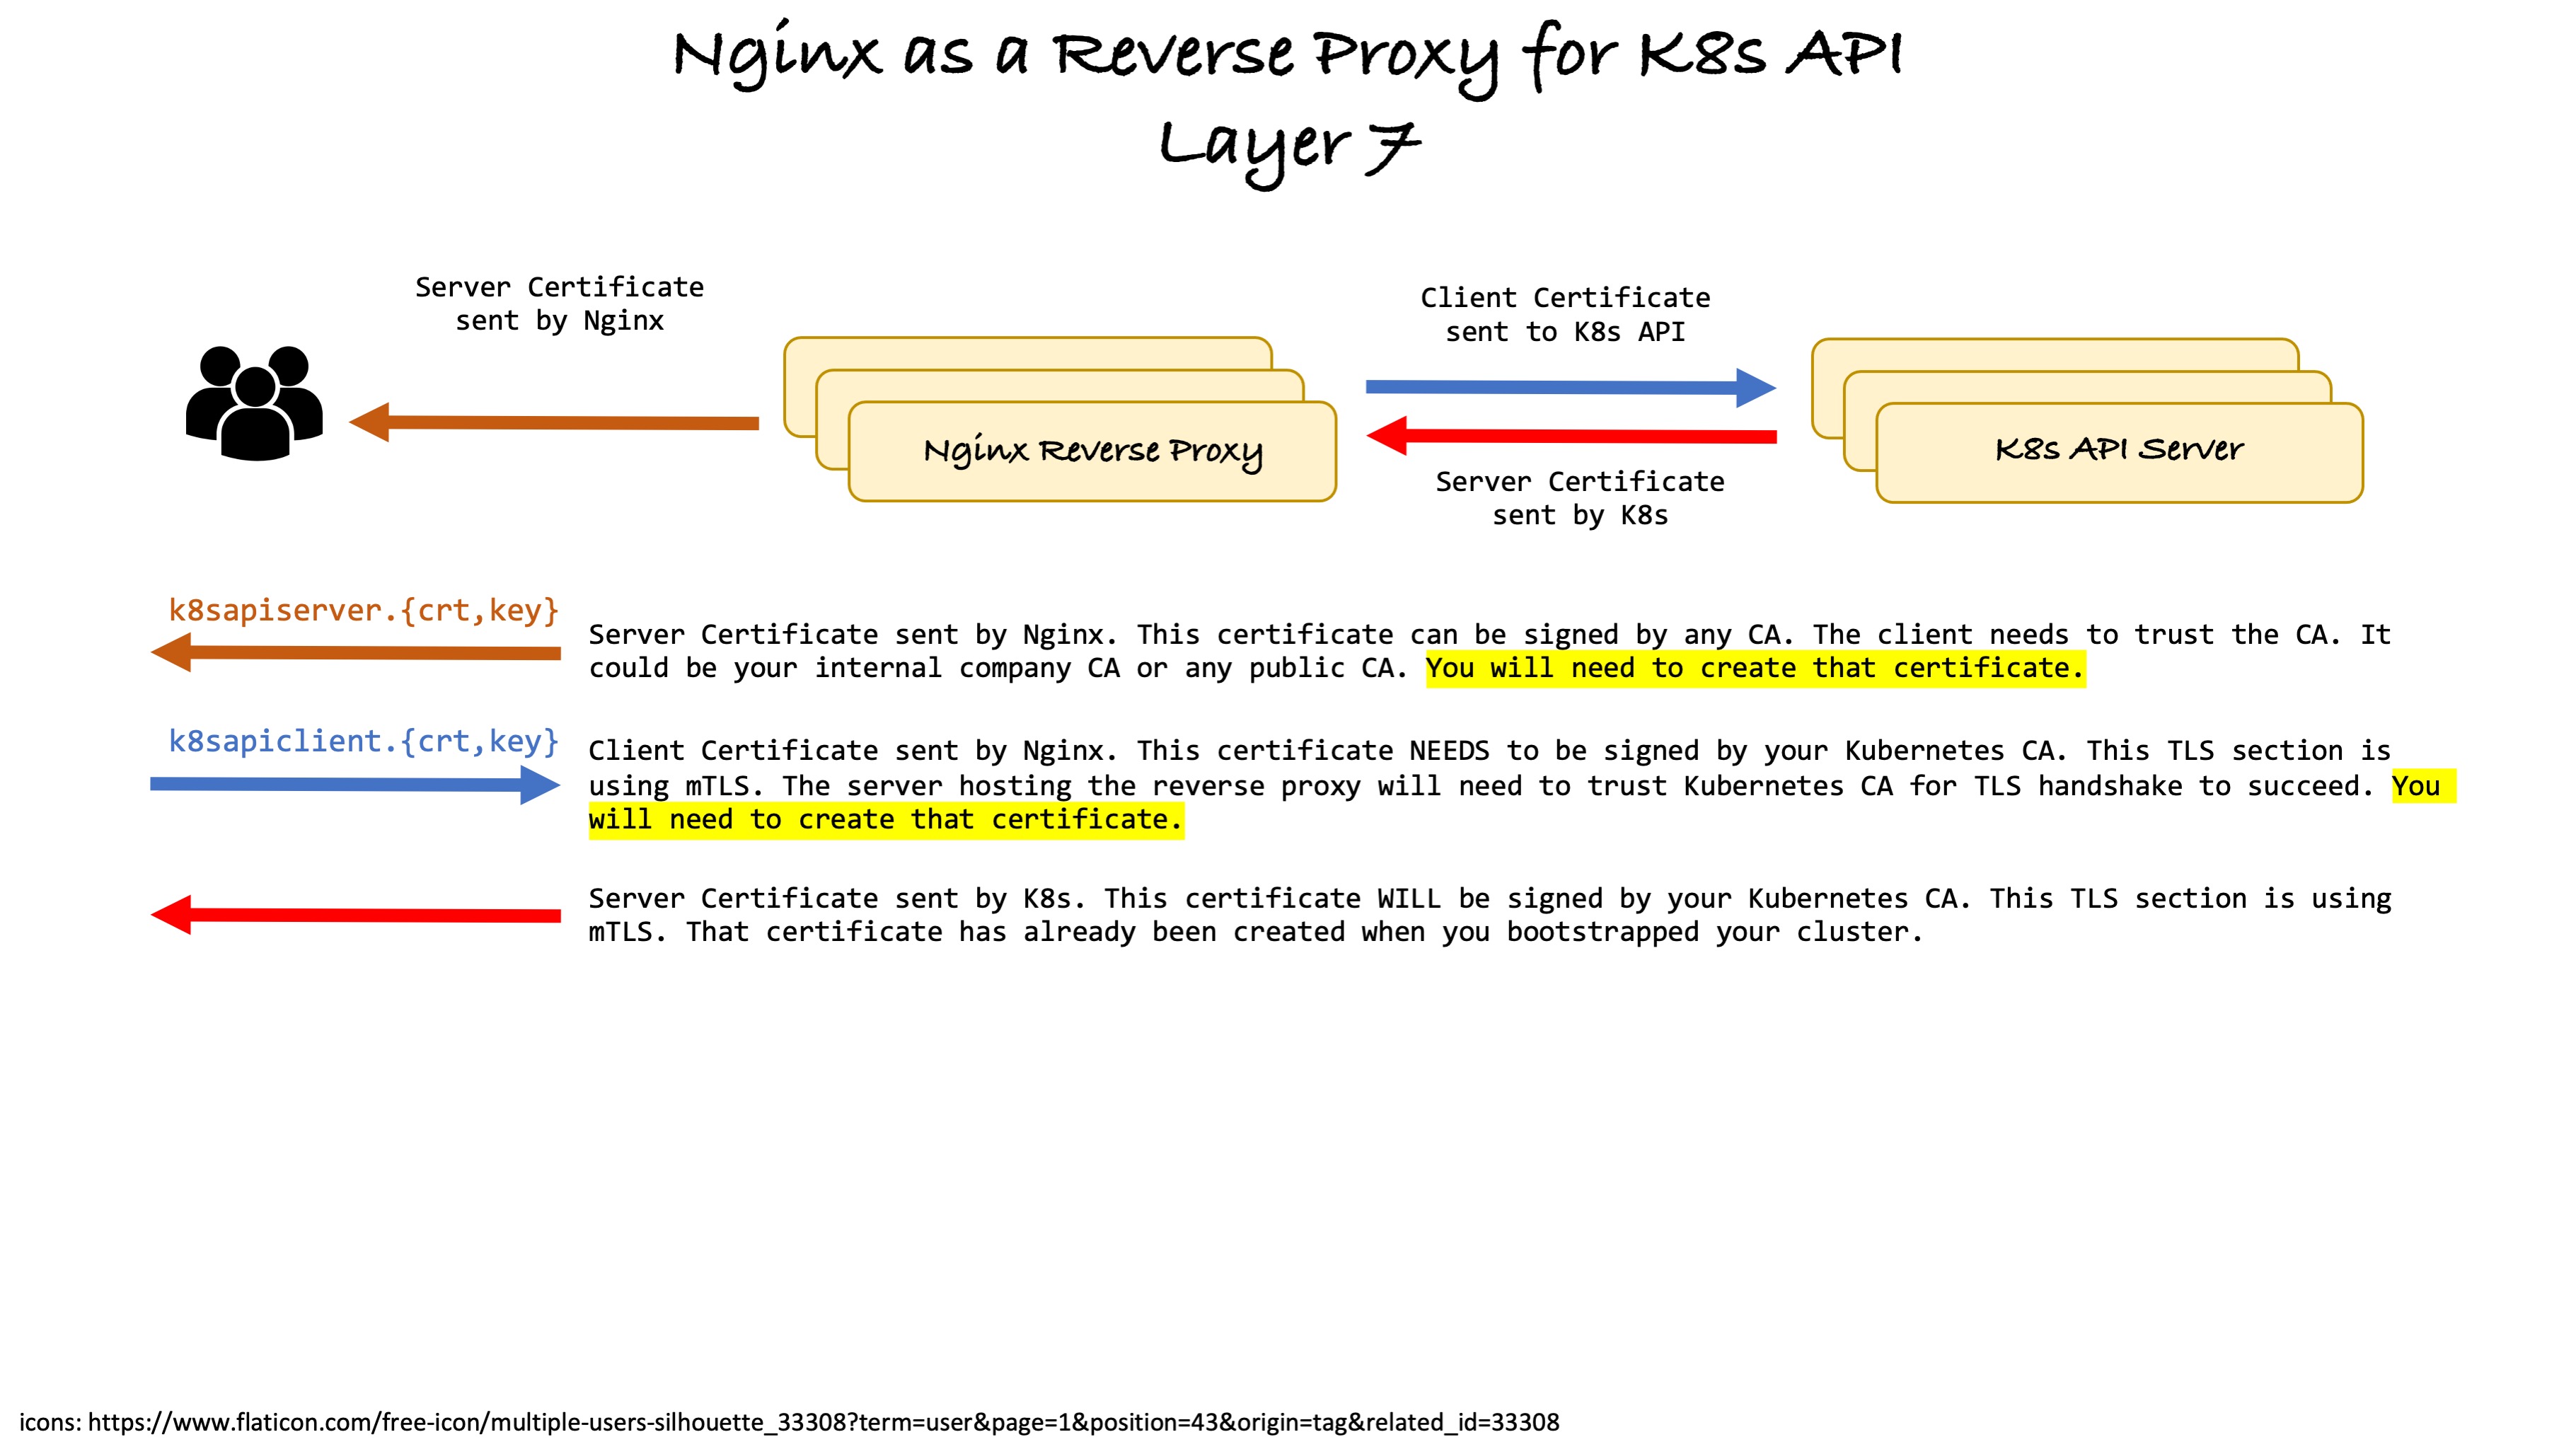 Nginx as a Reverse Proxy for K8s API
Layer 7
Server Certificate
sent by Nginx
Client Certificate
sent to K8s API
Nginx Reverse Proxy
K8s API Server
Server Certificate
sent by K8s
k8sapiserver.{crt,key}
Server Certificate sent by Nginx. This certificate can be signed by any CA. The client needs to trust the CA. It
could be your internal company CA or any public CA. You will need to create that certificate.
k8sapiclient.{crt,key}
Client Certificate sent by Nginx. This certificate NEEDS to be signed by your Kubernetes CA. This TLS section is
using mTLS. The server hosting the reverse proxy will need to trust Kubernetes CA for TLS handshake to succeed. You
will need to create that certificate.
Server Certificate sent by K8s. This certificate WILL be signed by your Kubernetes CA. This TLS section is using
mTLS. That certificate has already been created when you bootstrapped your cluster.
icons: https://www.flaticon.com/free-icon/multiple-users-silhouette_33308?term=user&page=1&position=43&origin=tag&related_id=33308